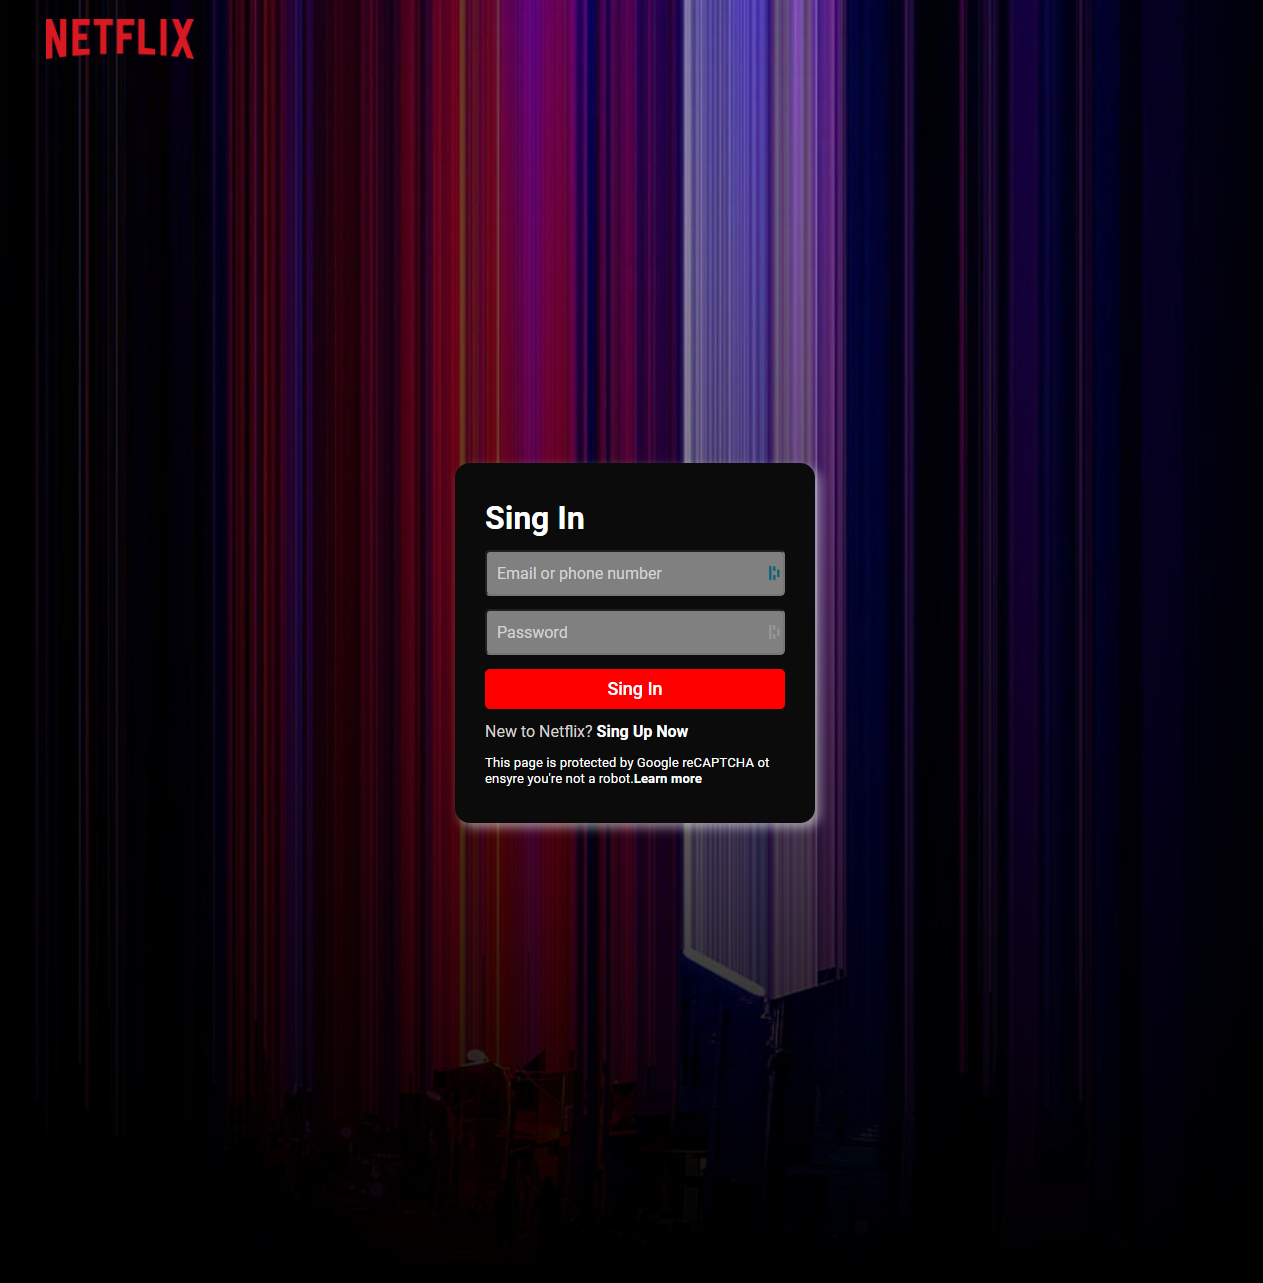 NETFLIX
Sing In
Email or phone number
Password
Sing In
New to Netflix? Sing Up Now
This page is protected by Google reCAPTCHA ot
ensyre you're not a robot.Learn more